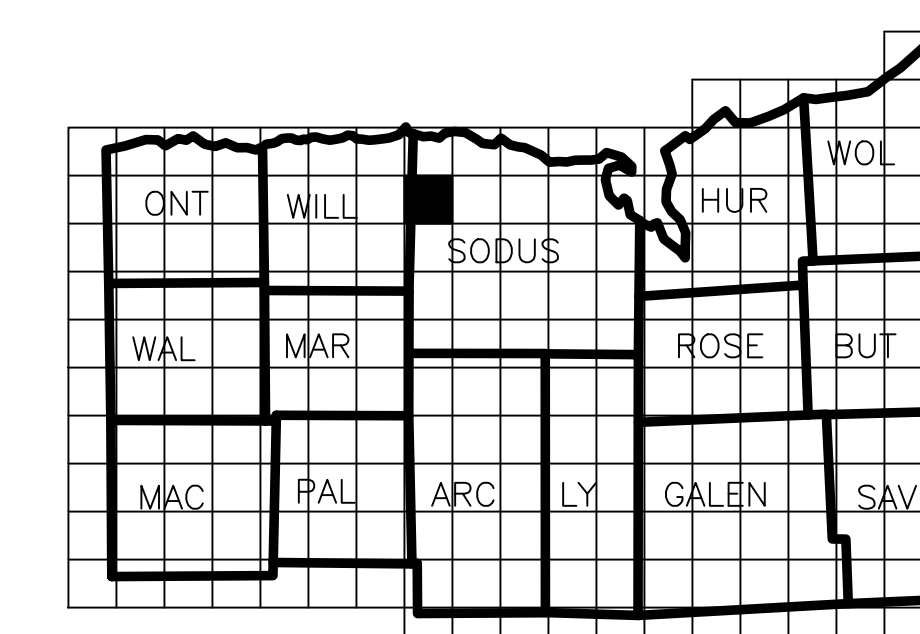 WOL
ONT WILL HUR
SODUS
WAL MAR ROSE BUT
MAC PAL ARC LY GALEN SAV